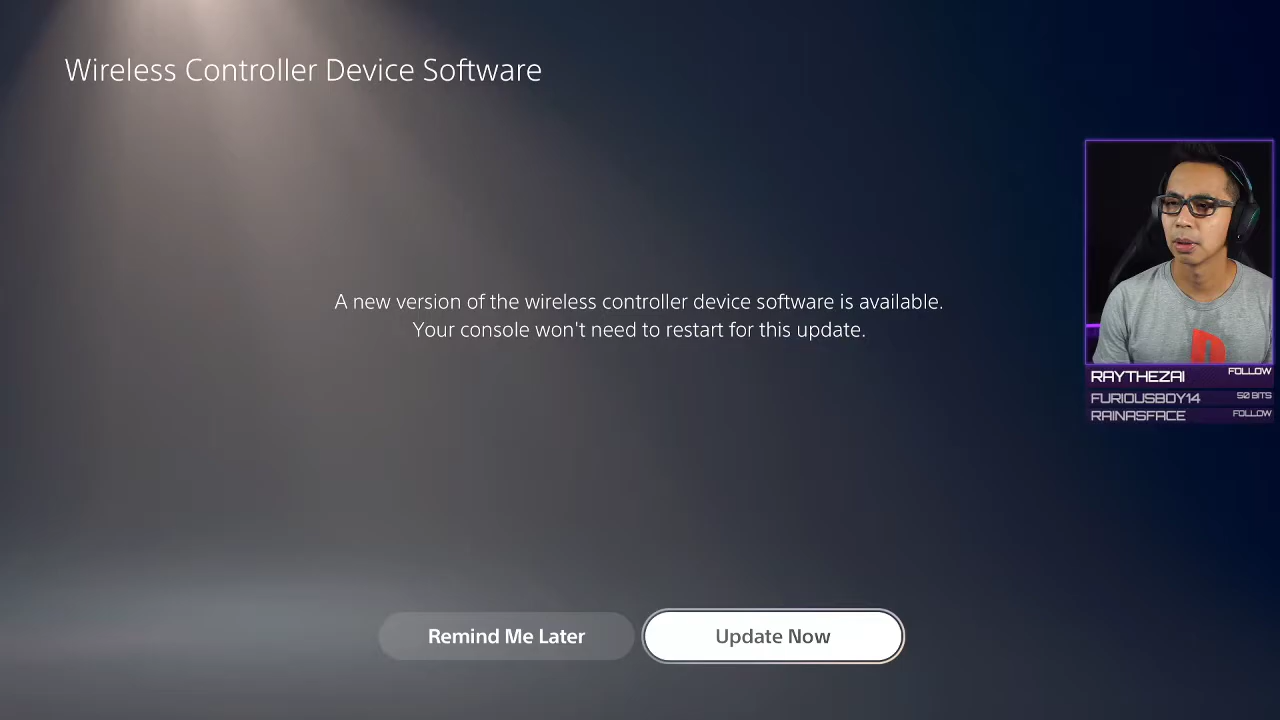 Wireless Controller Device Software
A new version of the wireless controller device software is available.
Your console won't need to restart for this update.
RAYTHEZAI FOLLOW
FURIOUSBOY14 50 BITS
RAINASFACE FOLLOW
Remind Me Later
Update Now